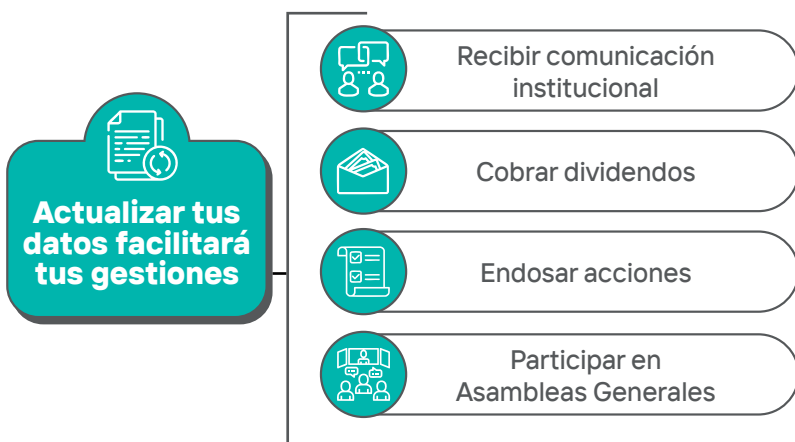 Actualizar tus
datos facilitará
tus gestiones
Recibir comunicación
institucional
Cobrar dividendos
Endosar acciones
Participar en
Asambleas Generales